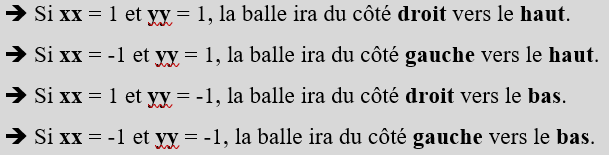 ➔ Si xx = 1 et yy = 1, la balle ira du côté droit vers le haut.
➔ Si xx = -1 et yy = 1, la balle ira du côté gauche vers le haut.
➔ Si xx = 1 et yy = -1, la balle ira du côté droit vers le bas.
➔ Si xx = -1 et yy = -1, la balle ira du côté gauche vers le bas.